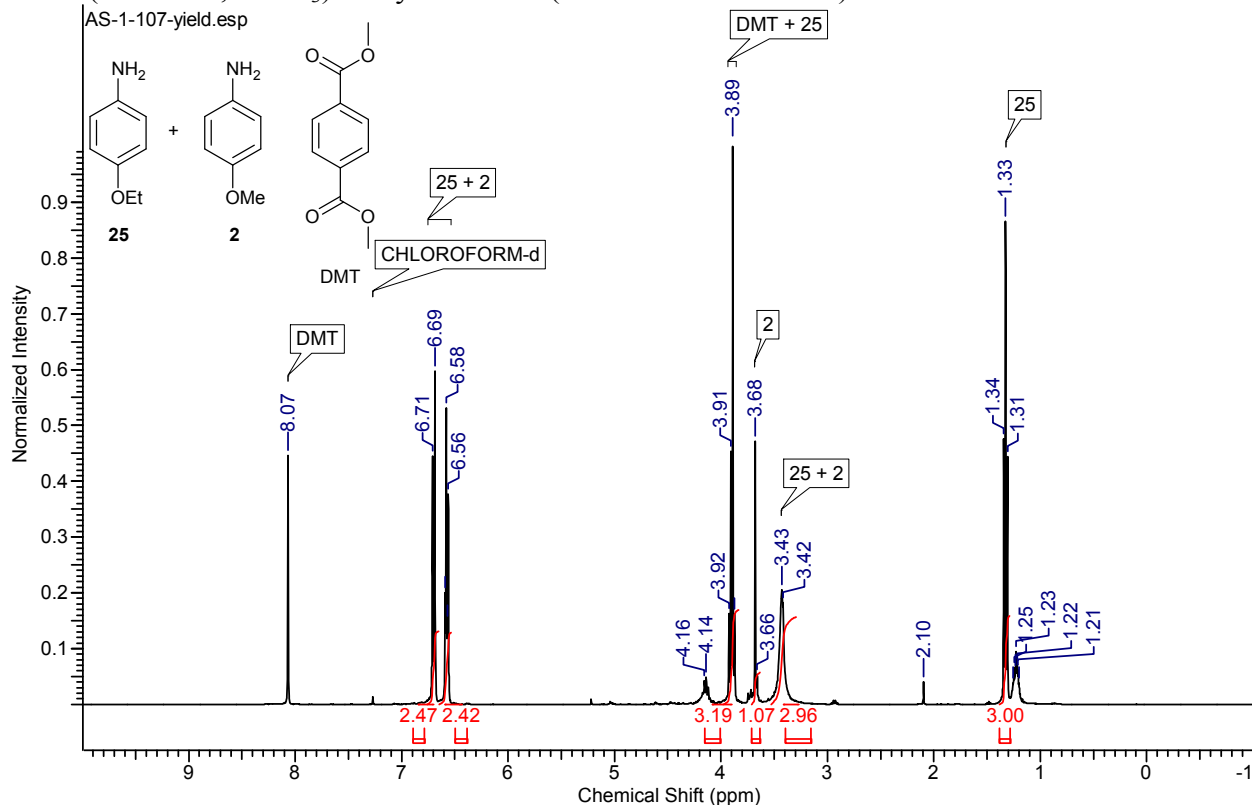 AS-1-107-yield.esp
NH2
NH2
O
O
+
OEt
OMe
O
O
25
2
DMT
DMT + 25
25
25 + 2
CHLOROFORM-d
DMT
2
25 + 2
8.07
6.71
6.69
6.58
6.56
4.16
4.14
3.92
3.91
3.89
3.68
3.66
3.43
3.42
2.10
1.34
1.33
1.31
1.25
1.23
1.22
1.21
Normalized Intensity
0.9
0.8
0.7
0.6
0.5
0.4
0.3
0.2
0.1
2.47 2.42 3.19 1.07 2.96 3.00
9 8 7 6 5 4 3 2 1 0 -1
Chemical Shift (ppm)